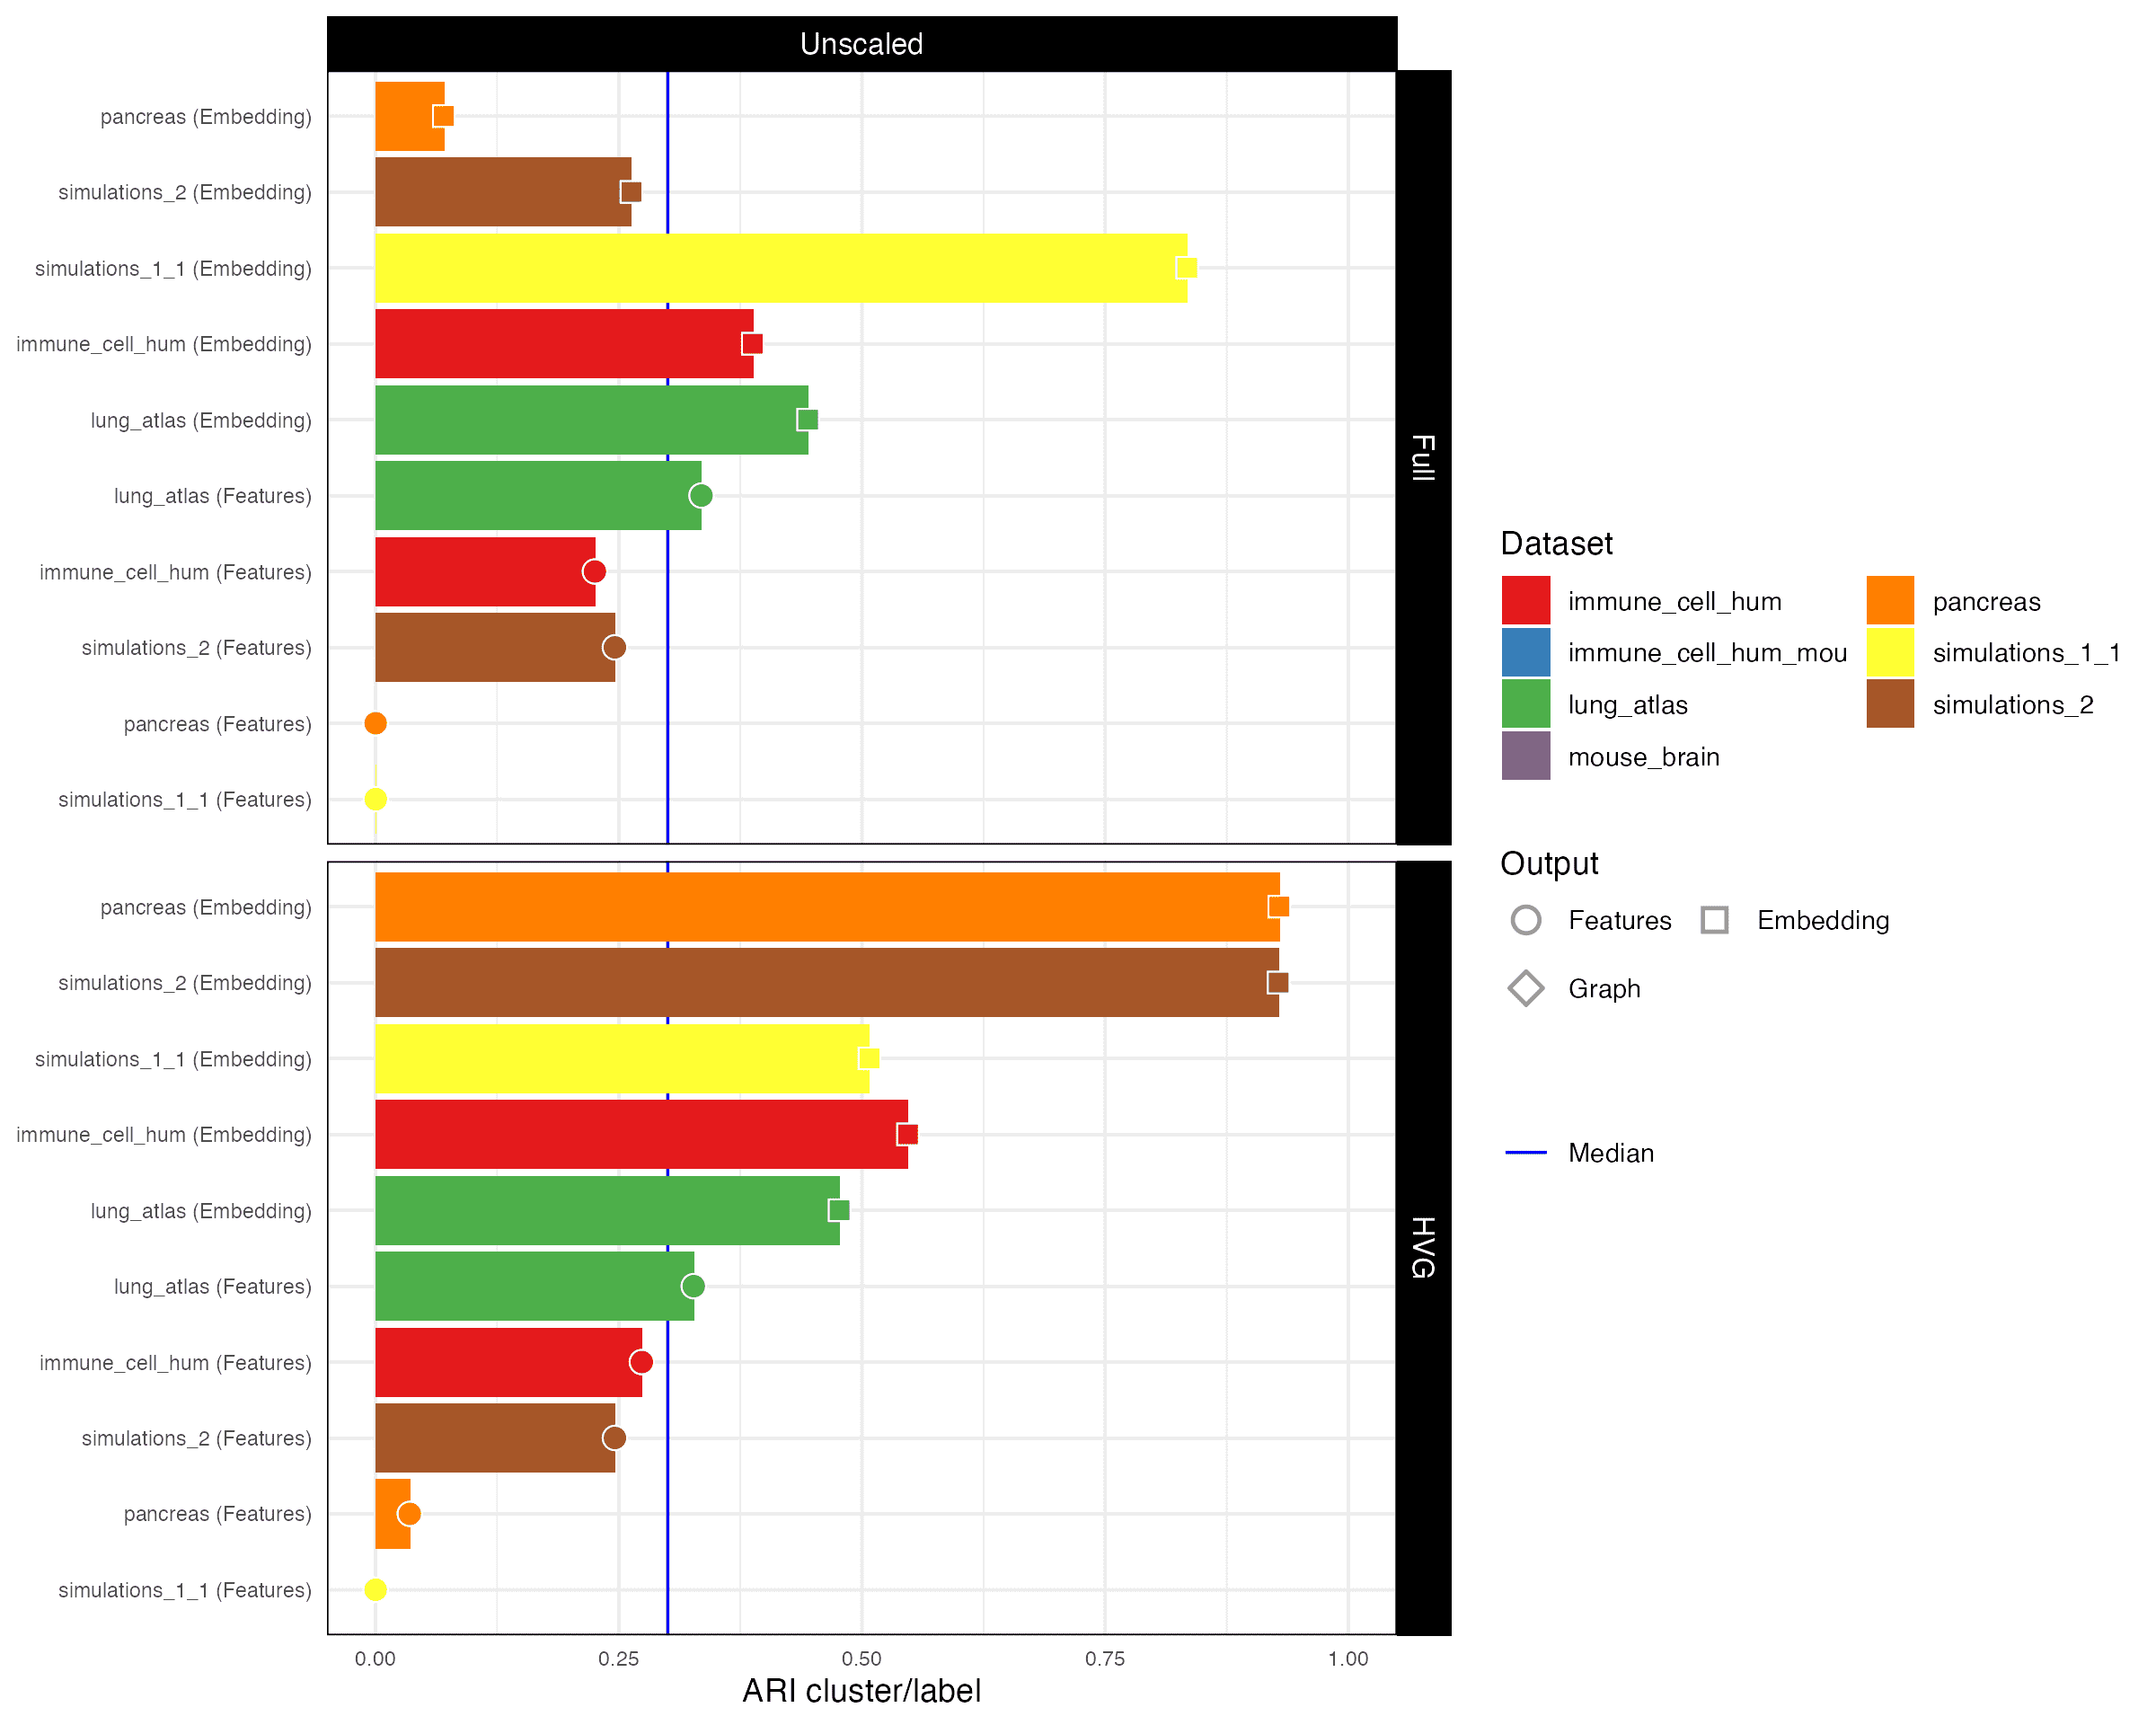 Unscaled
pancreas (Embedding)
simulations_2 (Embedding)
simulations_1_1 (Embedding)
immune_cell_hum (Embedding)
lung_atlas (Embedding)
lung_atlas (Features)
immune_cell_hum (Features)
simulations_2 (Features)
pancreas (Features)
simulations_1_1 (Features)
Full
pancreas (Embedding)
simulations_2 (Embedding)
simulations_1_1 (Embedding)
immune_cell_hum (Embedding)
lung_atlas (Embedding)
lung_atlas (Features)
immune_cell_hum (Features)
simulations_2 (Features)
pancreas (Features)
simulations_1_1 (Features)
HVG
0.00 0.25 0.50 0.75 1.00
ARI cluster/label
Dataset
immune_cell_hum pancreas
immune_cell_hum_mou simulations_1_1
lung_atlas simulations_2
mouse_brain
Output
Features Embedding
Graph
Median